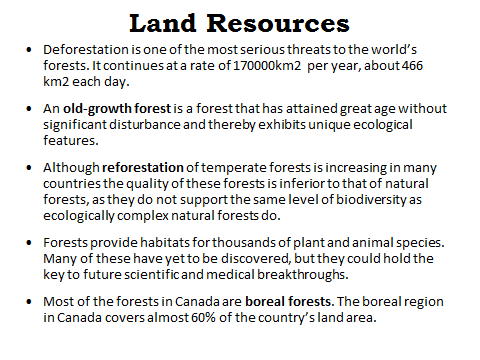 Land Resources
• Deforestation is one of the most serious threats to the world's
forests. It continues at a rate of 170000km2 per year, about 466
km2 each day.
• An old-growth forest is a forest that has attained great age without
significant disturbance and thereby exhibits unique ecological
features.
• Although reforestation of temperate forests is increasing in many
countries the quality of these forests is inferior to that of natural
forests, as they do not support the same level of biodiversity as
ecologically complex natural forests do.
• Forests provide habitats for thousands of plant and animal species.
Many of these have yet to be discovered, but they could hold the
key to future scientific and medical breakthroughs.
• Most of the forests in Canada are boreal forests. The boreal region
in Canada covers almost 60% of the country's land area.